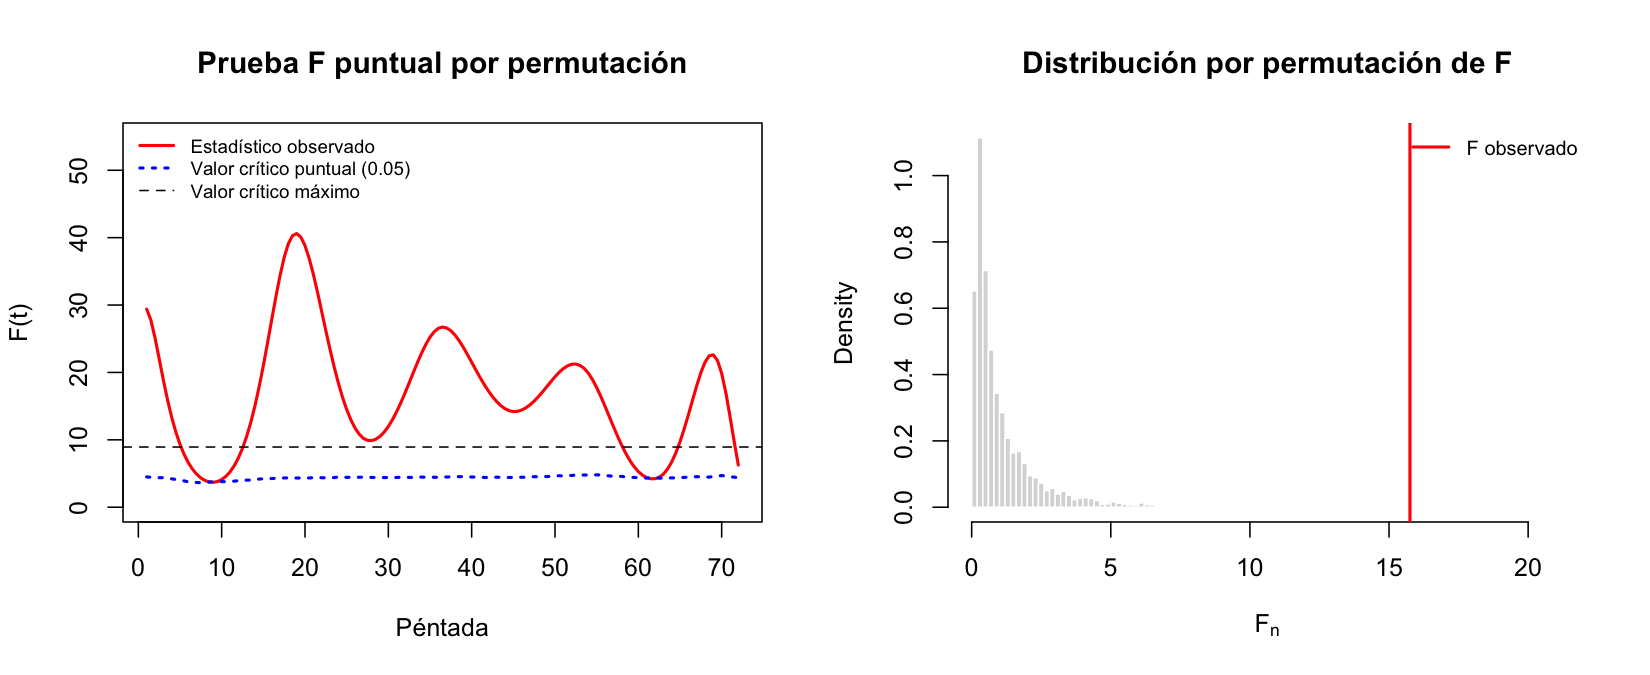 Prueba F puntual por permutación
Estadístico observado
Valor crítico puntual (0.05)
Valor crítico máximo
F(t)
50
40
30
20
10
0
0 10 20 30 40 50 60 70
Péntada
Distribución por permutación de F
F observado
Density
1.0
0.8
0.6
0.4
0.2
0.0
0 5 10 15 20
Fn